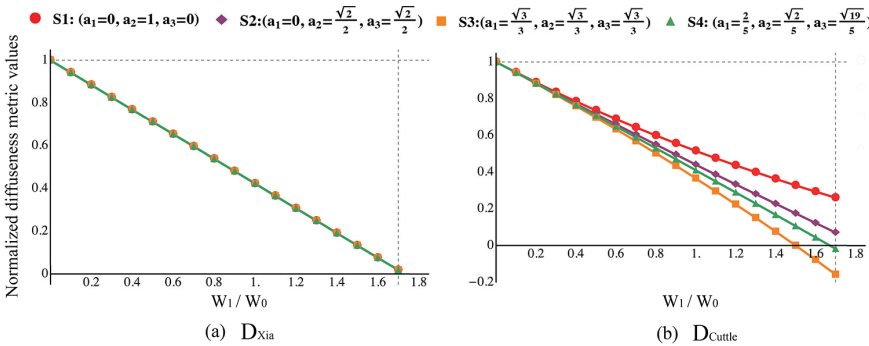 S1: (a₁=0, a₂=1, a₃=0) S2:(a₁=0, a₂=√2/2, a₃=√2/2) S3:(a₁=√3/3, a₂=√3/3, a₃=√3/3) S4: (a₁=2/5, a₂=√2/5, a₃=√19/5)
Normalized diffuseness metric values
1
0.8
0.6
0.4
0.2
0
0.2 0.4 0.6 0.8 1. 1.2 1.4 1.6 1.8
W₁ / W₀
(a) D_Xia
1
0.8
0.6
0.4
0.2
0
−0.2
0.2 0.4 0.6 0.8 1. 1.2 1.4 1.6 1.8
W₁ / W₀
(b) D_Cuttle